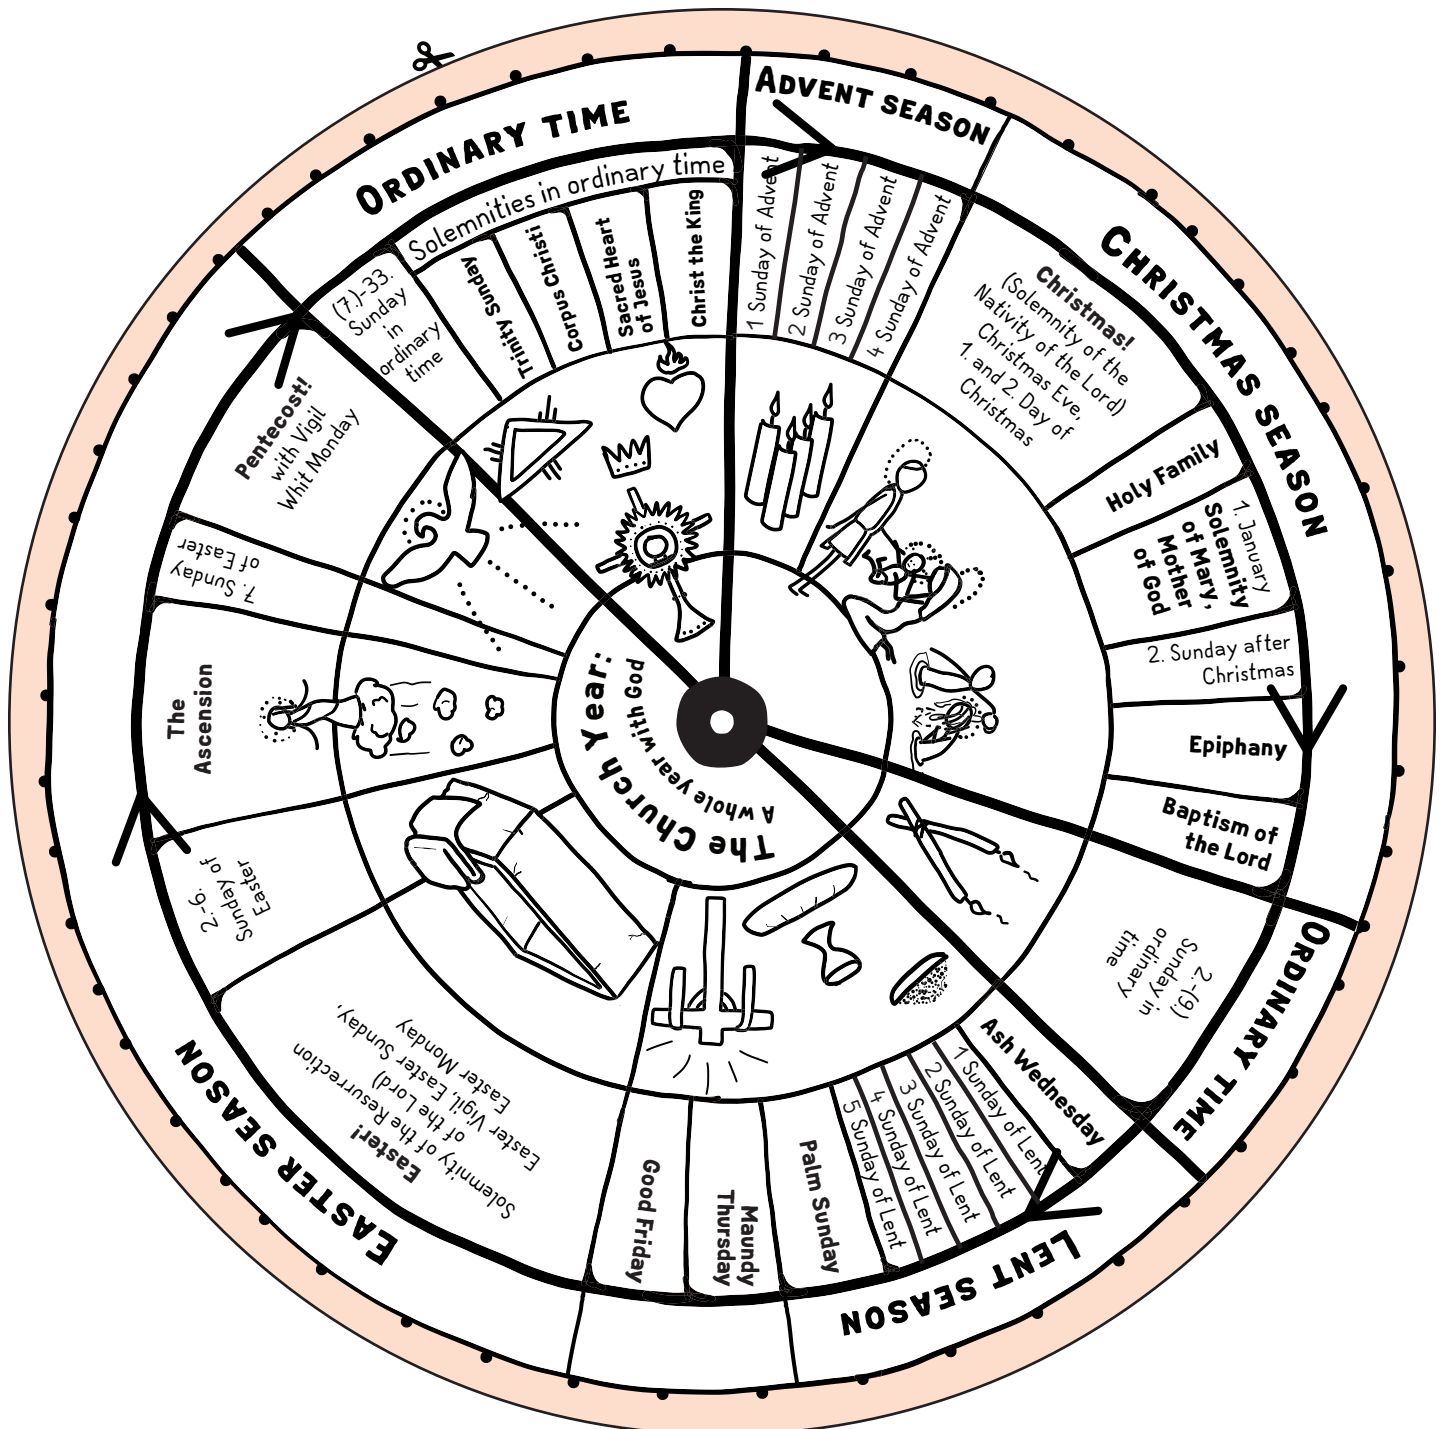 ADVENT SEASON
1 Sunday of Advent
2 Sunday of Advent
3 Sunday of Advent
4 Sunday of Advent
CHRISTMAS SEASON
Christmas!
(Solemnity of the
Nativity of the Lord)
Christmas Eve,
1. and 2. Day of
Christmas
Holy Family
1. January
Solemnity
of Mary,
Mother
of God
2. Sunday after
Christmas
Epiphany
Baptism of
the Lord
ORDINARY TIME
2.-(9.)
Sunday in
ordinary
time
LENT SEASON
Ash Wednesday
1 Sunday of Lent
2 Sunday of Lent
3 Sunday of Lent
4 Sunday of Lent
5 Sunday of Lent
Palm Sunday
Maundy
Thursday
Good Friday
EASTER SEASON
Easter!
Solemnity of the Resurrection
of the Lord)
Easter Vigil, Easter Sunday,
Easter Monday
2.-6.
Sunday of
Easter
The
Ascension
7. Sunday
of Easter
Pentecost!
with Vigil
Whit Monday
ORDINARY TIME
(7.)-33.
Sunday
in
ordinary
time
Solemnities in ordinary time
Trinity Sunday
Corpus Christi
Sacred Heart
of Jesus
Christ the King
The Church Year:
A whole year with God